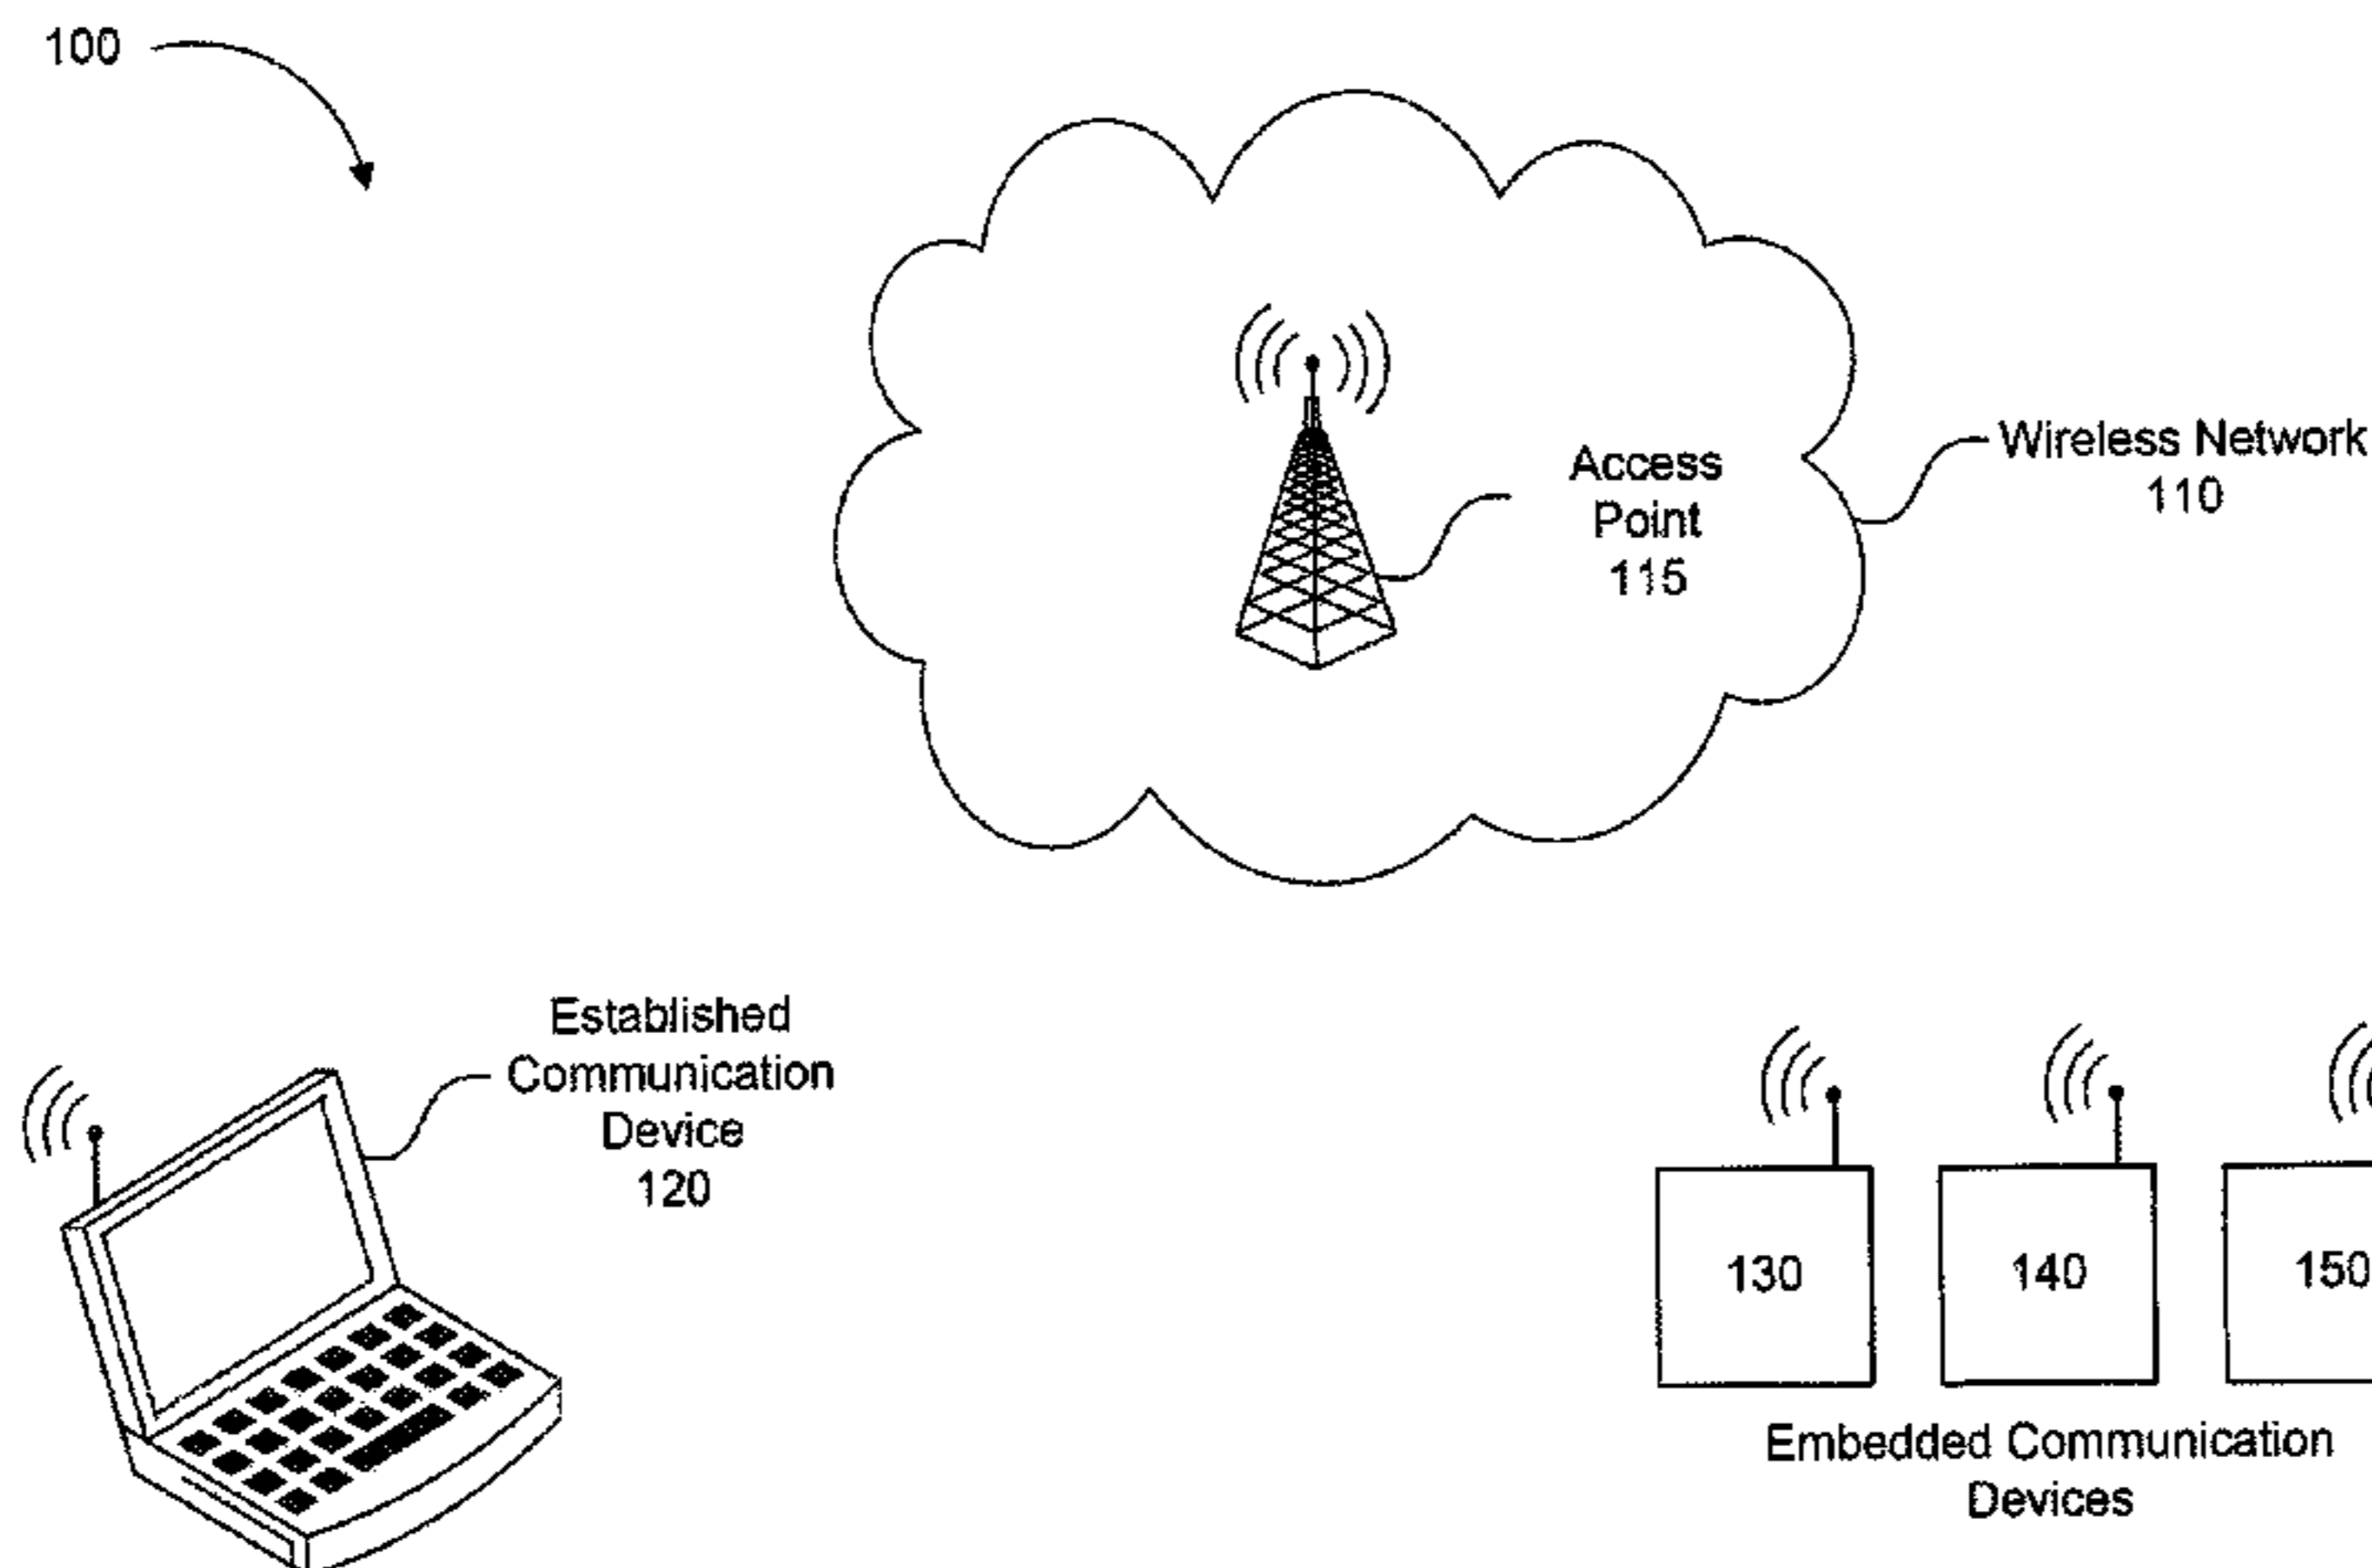 100
Wireless Network
110
Access
Point
115
Established
Communication
Device
120
130
140
150
Embedded Communication
Devices